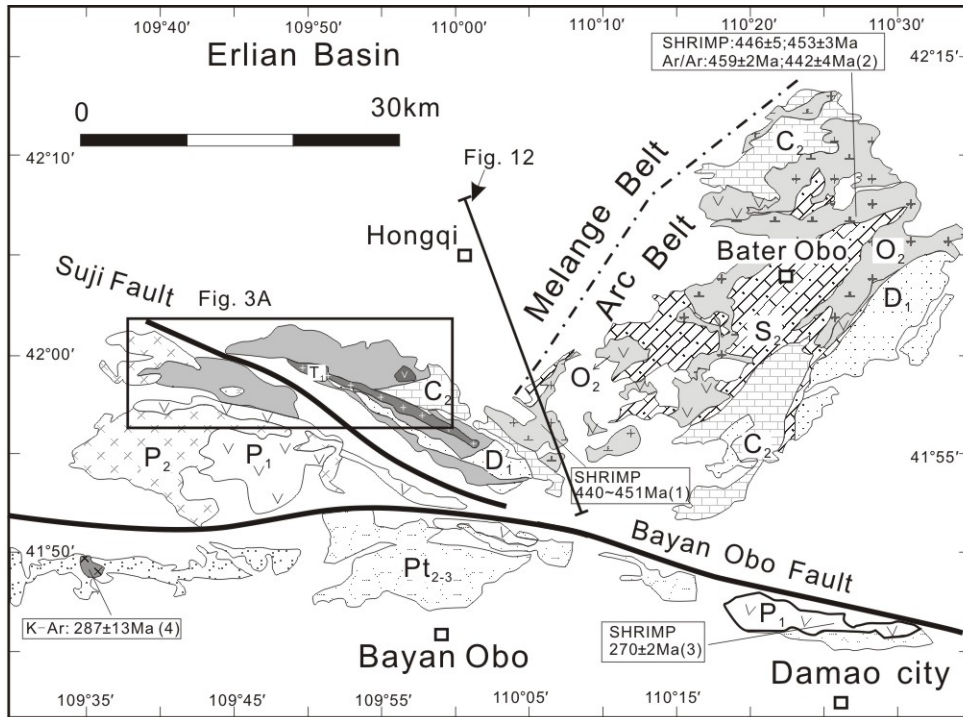 109°40′
109°50′
110°00′
110°10′
110°20′
110°30′
Erlian Basin
SHRIMP:446±5;453±3Ma
Ar/Ar:459±2Ma;442±4Ma(2)
42°15′
0
30km
42°10′
C2
Fig. 12
Melange Belt
Arc Belt
Hongqi
42°05′
Bater Obo
O2
D1
Suji Fault
Fig. 3A
S2
42°00′
T1
C2
O2
P2
P1
D1
C2
41°55′
SHRIMP
440~451Ma(1)
Bayan Obo Fault
41°50′
Pt2-3
P1
K-Ar: 287±13Ma (4)
SHRIMP
270±2Ma(3)
Bayan Obo
Damao city
109°35′
109°45′
109°55′
110°05′
110°15′